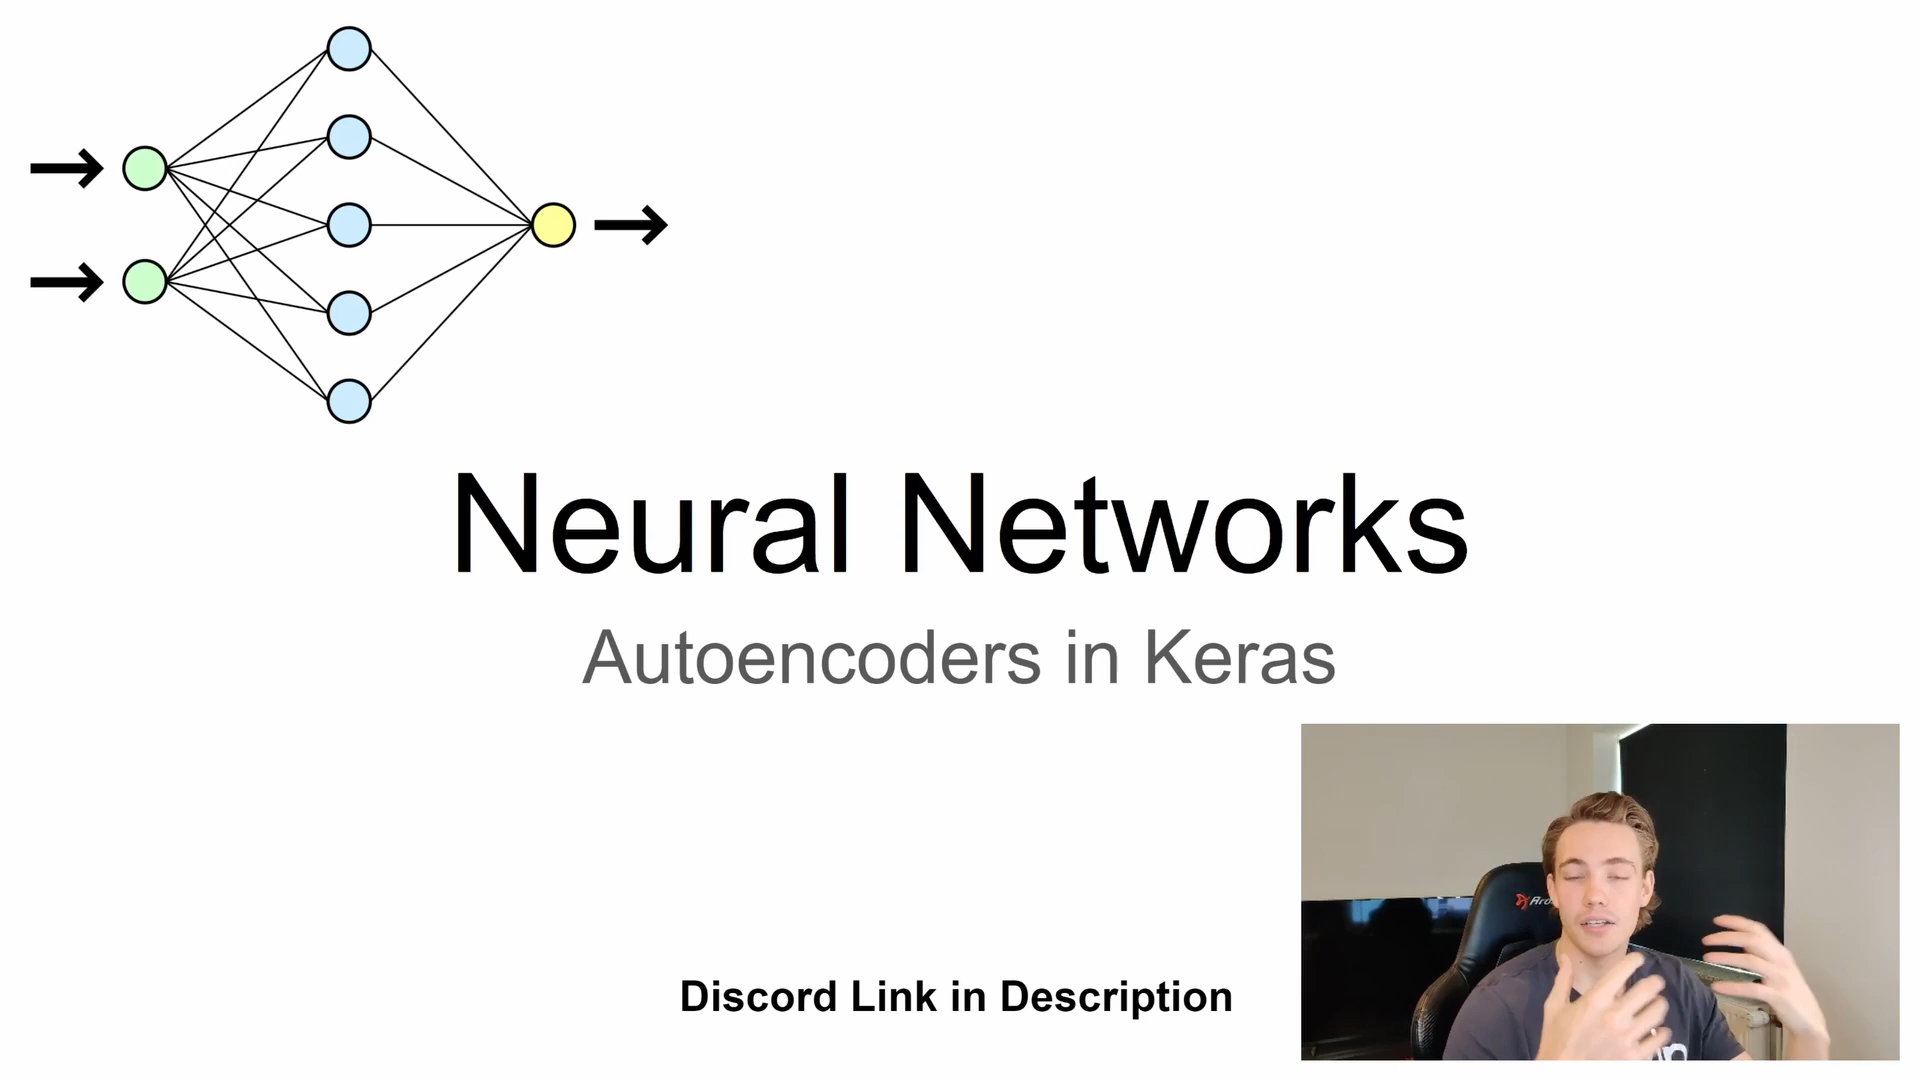 Neural Networks
Autoencoders in Keras
Discord Link in Description